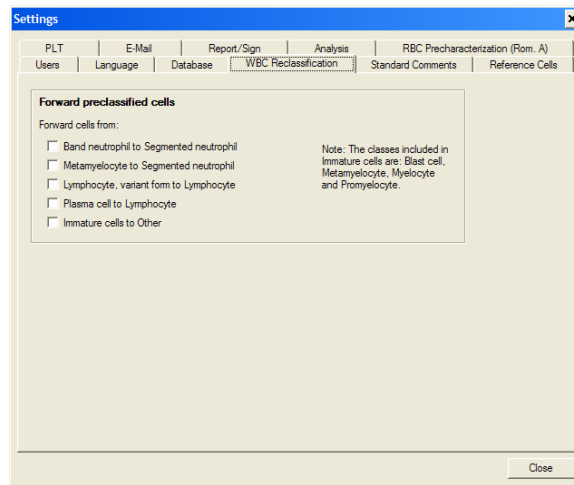 Settings
PLT
E-Mail
Report/Sign
Analysis
RBC Precharacterization (Rom. A)
Users
Language
Database
WBC Reclassification
Standard Comments
Reference Cells
Forward preclassified cells
Forward cells from:
Band neutrophil to Segmented neutrophil
Metamyelocyte to Segmented neutrophil
Lymphocyte, variant form to Lymphocyte
Plasma cell to Lymphocyte
Immature cells to Other
Note: The classes included in
Immature cells are: Blast cell,
Metamyelocyte, Myelocyte
and Promyelocyte.
Close